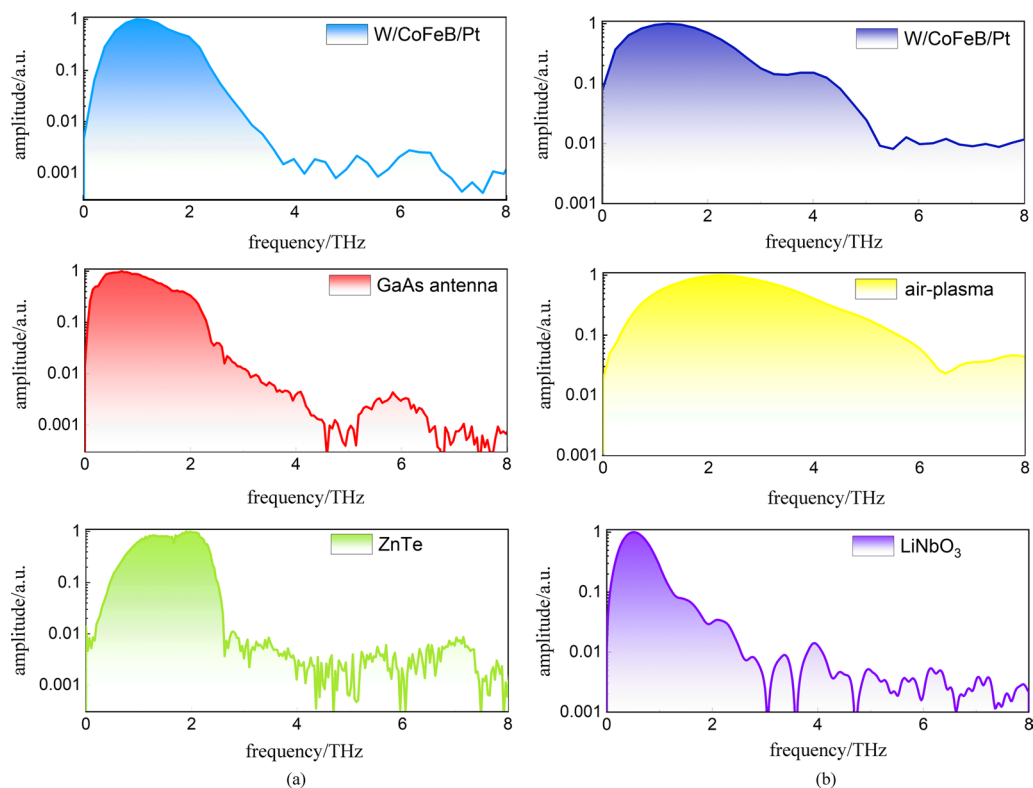 W/CoFeB/Pt
amplitude/a.u.
1
0.1
0.01
0.001
0 2 4 6 8
frequency/THz
GaAs antenna
amplitude/a.u.
1
0.1
0.01
0.001
0 2 4 6 8
frequency/THz
ZnTe
amplitude/a.u.
1
0.1
0.01
0.001
0 2 4 6 8
frequency/THz
(a)
W/CoFeB/Pt
amplitude/a.u.
1
0.1
0.01
0.001
0 2 4 6 8
frequency/THz
air-plasma
amplitude/a.u.
1
0.1
0.01
0.001
0 2 4 6 8
frequency/THz
LiNbO₃
amplitude/a.u.
1
0.1
0.01
0.001
0 2 4 6 8
frequency/THz
(b)